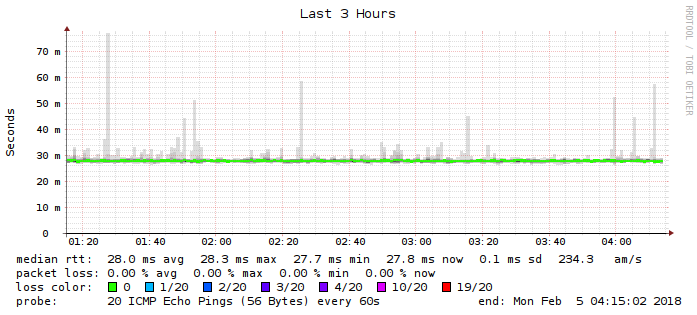 Last 3 Hours
RRDTOOL / TOBI OETIKER
Seconds
70 m
60 m
50 m
40 m
30 m
20 m
10 m
0
01:20 01:40 02:00 02:20 02:40 03:00 03:20 03:40 04:00
median rtt: 28.0 ms avg 28.3 ms max 27.7 ms min 27.8 ms now 0.1 ms sd 234.3 am/s
packet loss: 0.00 % avg 0.00 % max 0.00 % min 0.00 % now
loss color: 0 1/20 2/20 3/20 4/20 10/20 19/20
probe: 20 ICMP Echo Pings (56 Bytes) every 60s end: Mon Feb 5 04:15:02 2018